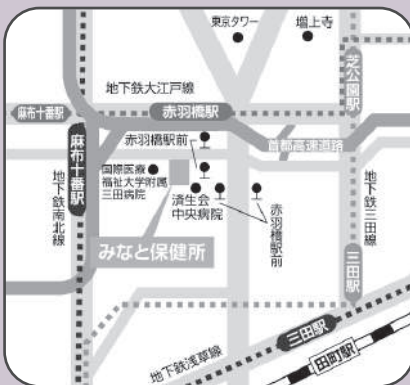 東京タワー
増上寺
地下鉄大江戸線
芝公園駅
麻布十番駅
赤羽橋駅
赤羽橋駅前
首都高速道路
麻布十番駅
地下鉄南北線
国際医療
福祉大学附属
三田病院
済生会
中央病院
赤羽橋駅前
地下鉄三田線
みなと保健所
三田駅
三田駅
地下鉄浅草線
田町駅